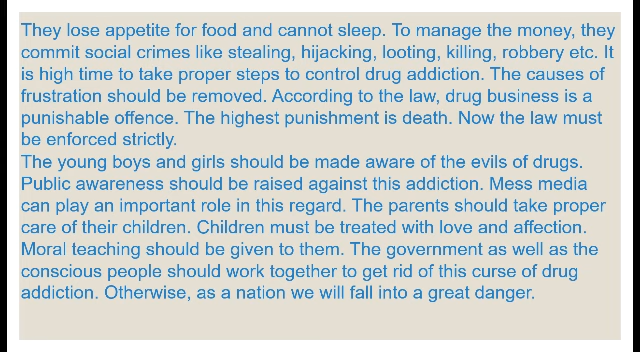 They lose appetite for food and cannot sleep. To manage the money, they
commit social crimes like stealing, hijacking, looting, killing, robbery etc. It
is high time to take proper steps to control drug addiction. The causes of
frustration should be removed. According to the law, drug business is a
punishable offence. The highest punishment is death. Now the law must
be enforced strictly.
The young boys and girls should be made aware of the evils of drugs.
Public awareness should be raised against this addiction. Mess media
can play an important role in this regard. The parents should take proper
care of their children. Children must be treated with love and affection.
Moral teaching should be given to them. The government as well as the
conscious people should work together to get rid of this curse of drug
addiction. Otherwise, as a nation we will fall into a great danger.